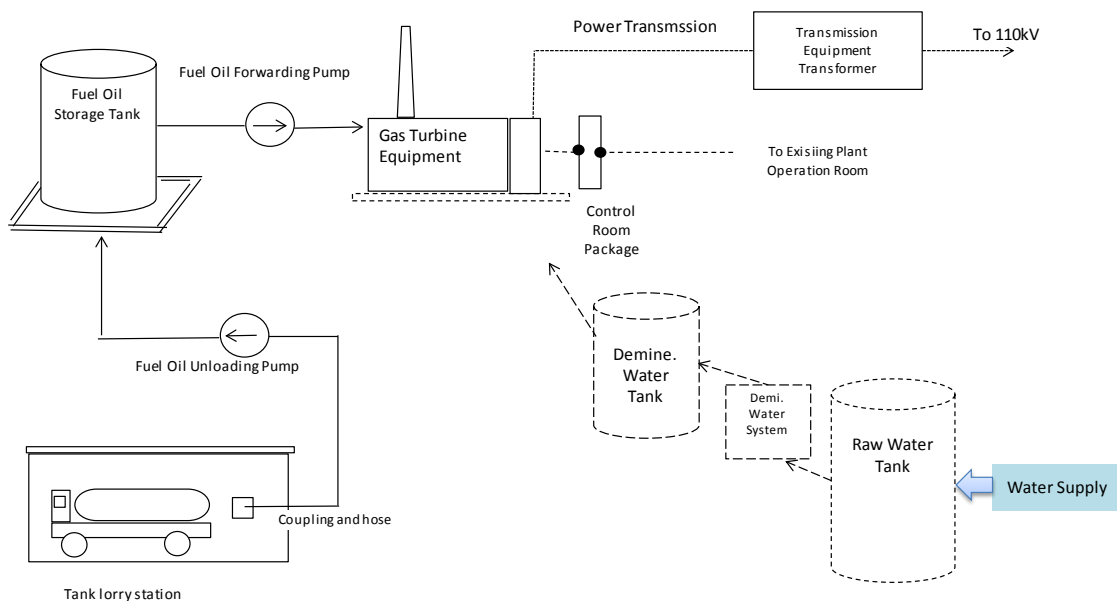 Power Transmssion
Transmission
Equipment
Transformer
To 110kV
Fuel Oil Forwarding Pump
Fuel Oil
Storage Tank
Gas Turbine
Equipment
To Exisiing Plant
Operation Room
Control
Room
Package
Fuel Oil Unloading Pump
Demine.
Water
Tank
Demi.
Water
System
Raw Water
Tank
Water Supply
Coupling and hose
Tank lorry station